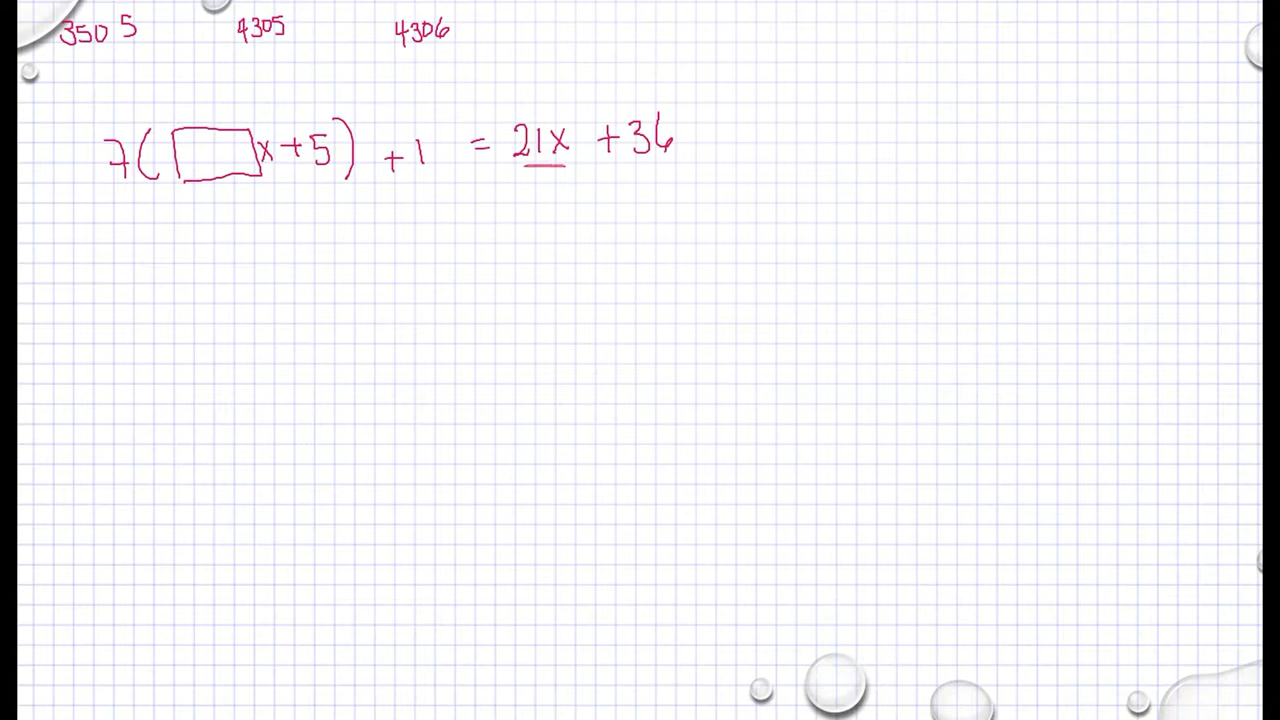 3505 4305 4306
7(☐x+5)+1 = 21x +36